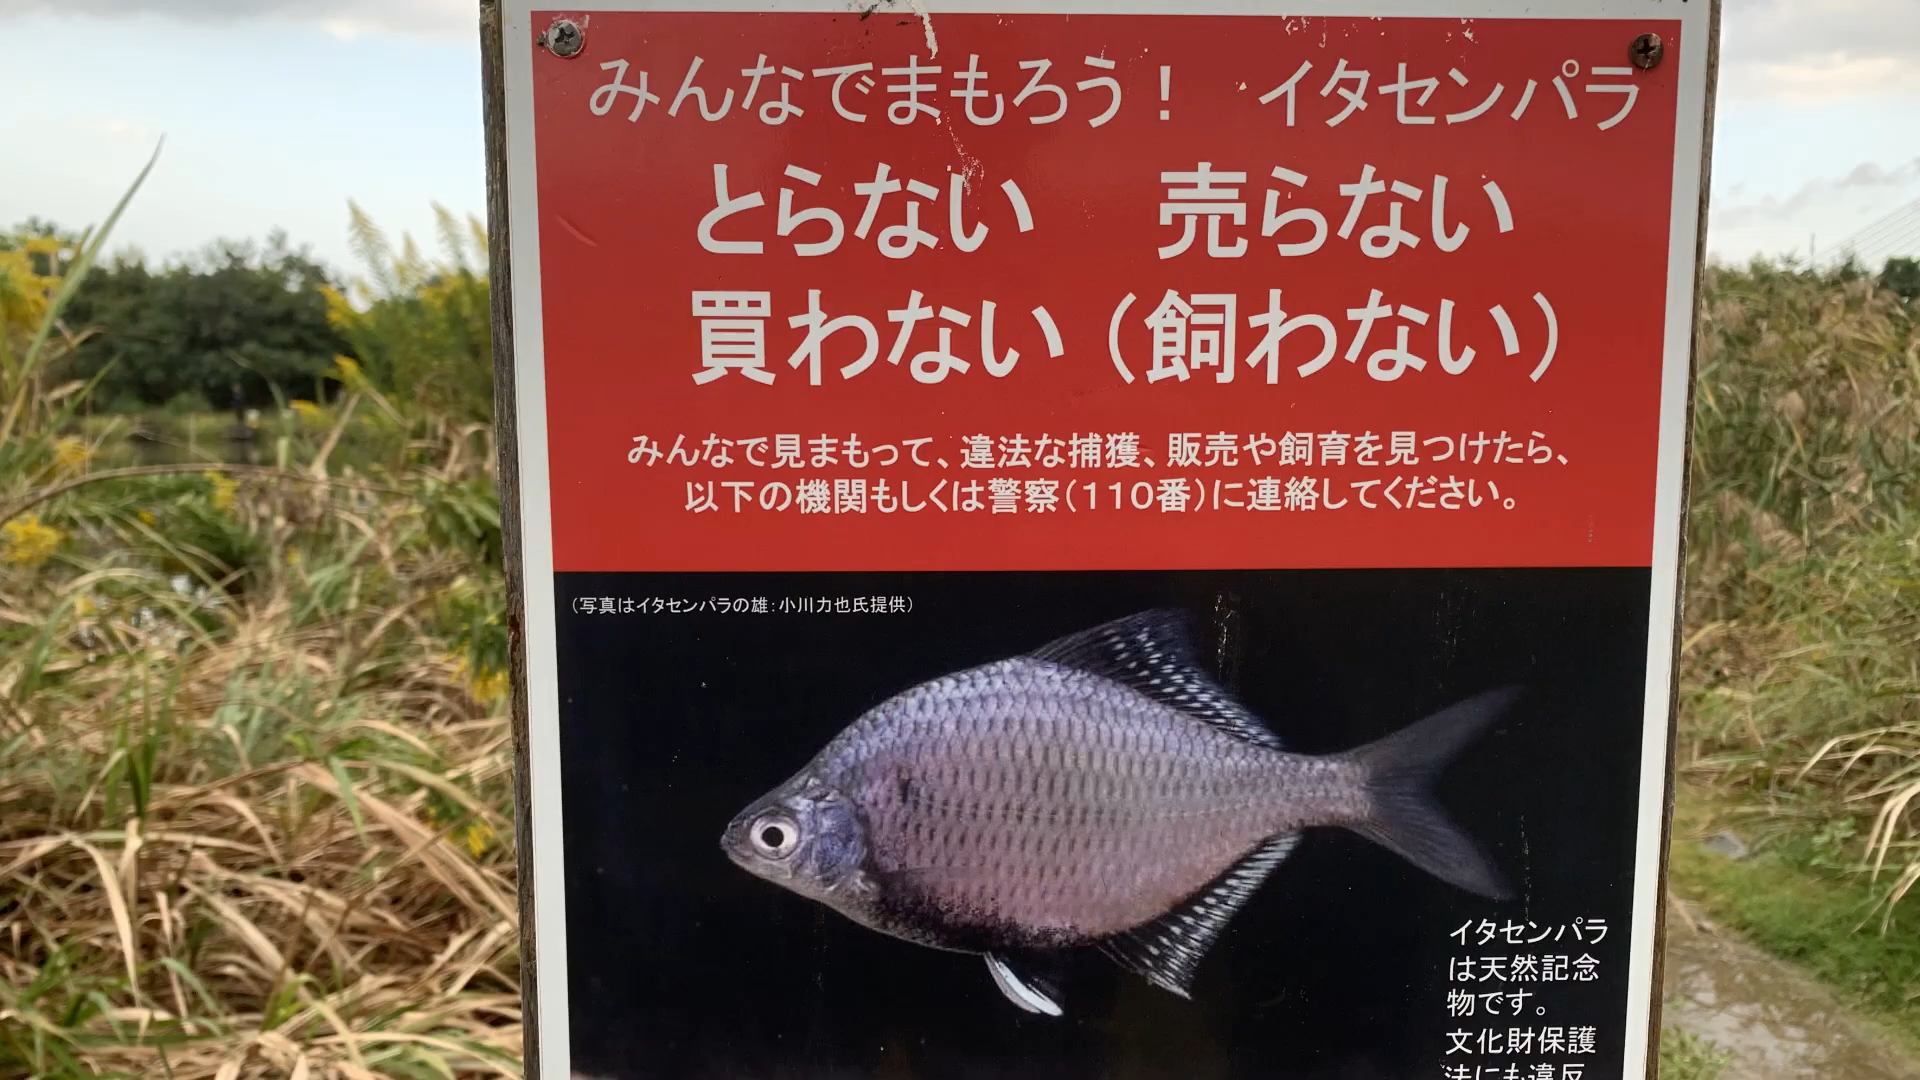 みんなでまもろう！　イタセンパラ
とらない　売らない
買わない（飼わない）
みんなで見まもって、違法な捕獲、販売や飼育を見つけたら、
以下の機関もしくは警察（１１０番）に連絡してください。
（写真はイタセンパラの雄：小川力也氏提供）
イタセンパラ
は天然記念
物です。
文化財保護
法にも違反